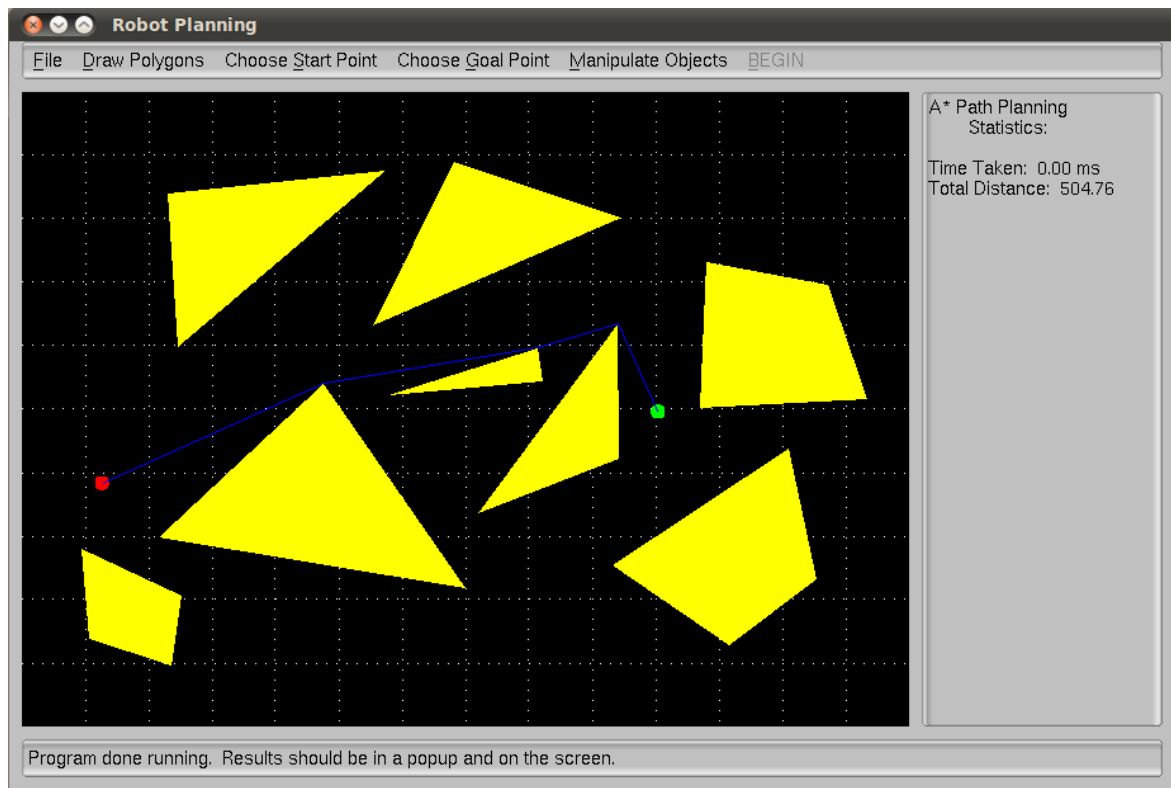 Robot Planning
File Draw Polygons Choose Start Point Choose Goal Point Manipulate Objects BEGIN
A* Path Planning
Statistics:
Time Taken: 0.00 ms
Total Distance: 504.76
Program done running. Results should be in a popup and on the screen.